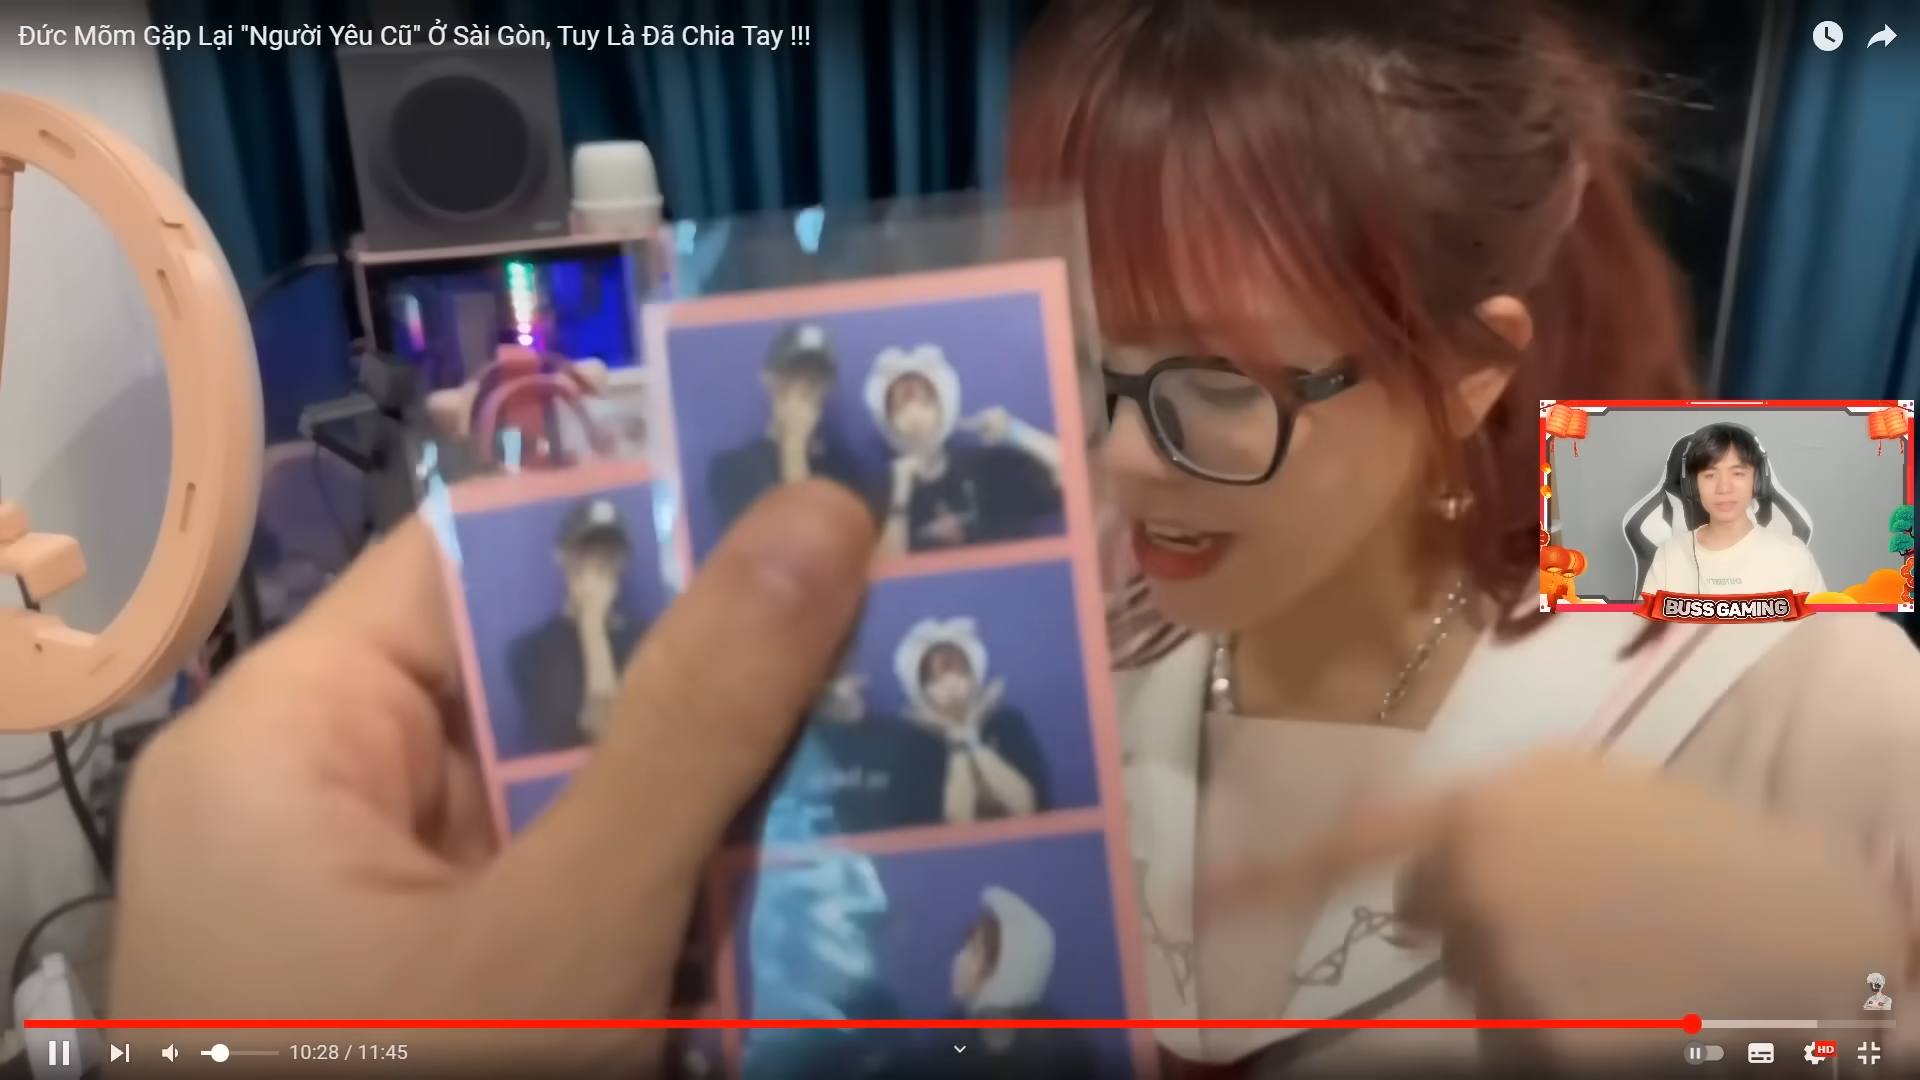 Đức Mõm Gặp Lại "Người Yêu Cũ" Ở Sài Gòn, Tuy Là Đã Chia Tay !!!
BUSS GAMING
10:28 / 11:45
HD